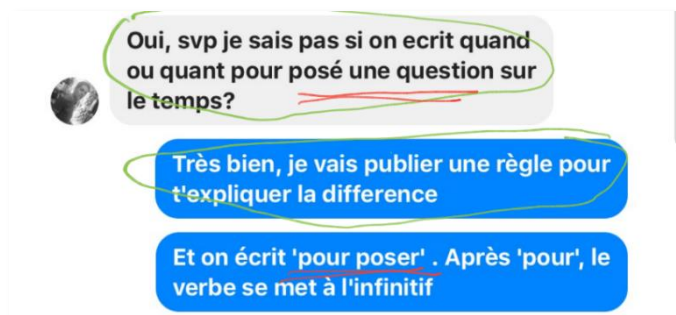 Oui, svp je sais pas si on ecrit quand
ou quant pour posé une question sur
le temps?
Très bien, je vais publier une règle pour
t'expliquer la difference
Et on écrit 'pour poser' . Après 'pour', le
verbe se met à l'infinitif